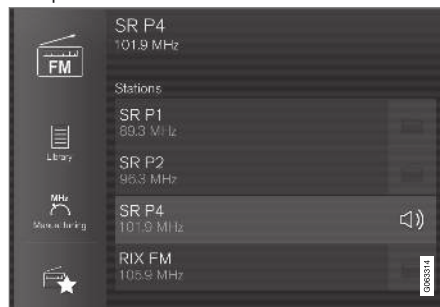 FM
SR P4
101.9 MHz
Stations
SR P1
89.3 MHz
SR P2
96.3 MHz
SR P4
101.9 MHz
RIX FM
105.9 MHz
Library
MHz
Manual tuning
G063314